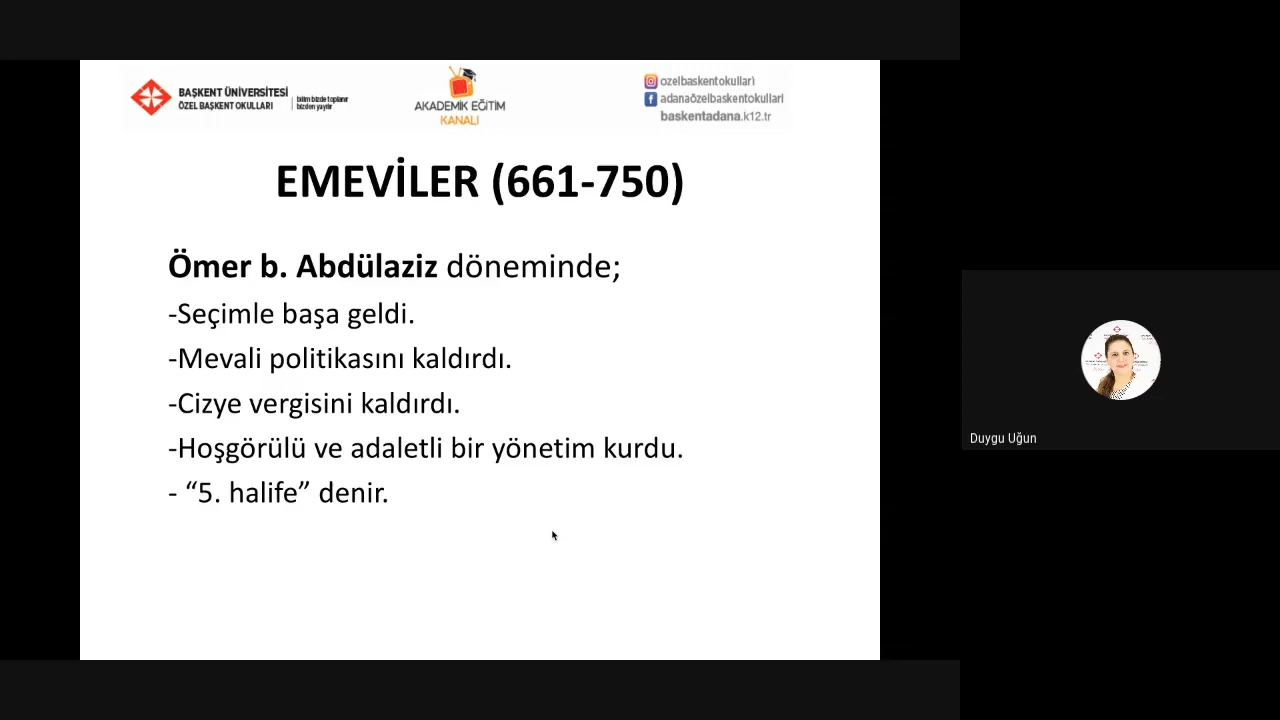 BAŞKENT ÜNİVERSİTESİ
ÖZEL BAŞKENT OKULLARI
bilim bizde toplanır
bizden yayılır
AKADEMİK EĞİTİM
KANALI
ozelbaskentokullari
adanaözelbaskentokullari
baskentadana.k12.tr
EMEVİLER (661-750)
Ömer b. Abdülaziz döneminde;
-Seçimle başa geldi.
-Mevali politikasını kaldırdı.
-Cizye vergisini kaldırdı.
-Hoşgörülü ve adaletli bir yönetim kurdu.
- “5. halife” denir.
Duygu Uğun